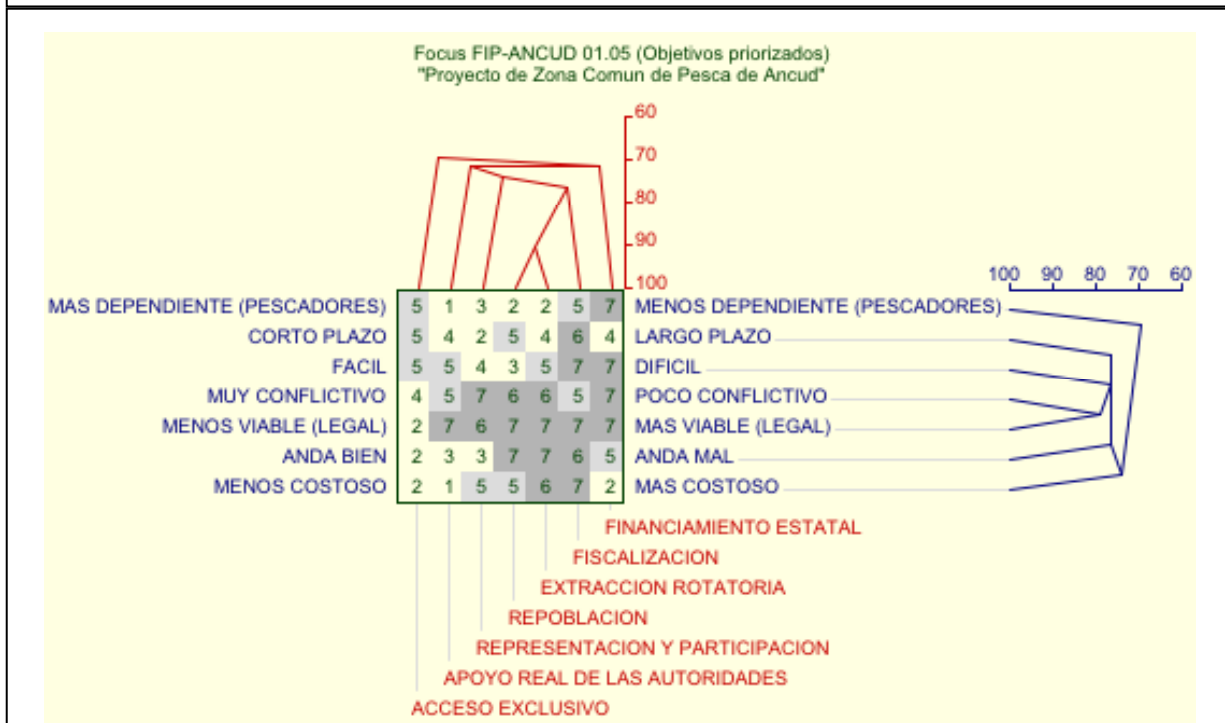 Focus FIP-ANCUD 01.05 (Objetivos priorizados)
"Proyecto de Zona Comun de Pesca de Ancud"
60
70
80
90
100
100 90 80 70 60
MAS DEPENDIENTE (PESCADORES) 5 1 3 2 2 5 7 MENOS DEPENDIENTE (PESCADORES)
CORTO PLAZO 5 4 2 5 4 6 4 LARGO PLAZO
FACIL 5 5 4 3 5 7 7 DIFICIL
MUY CONFLICTIVO 4 5 7 6 6 5 7 POCO CONFLICTIVO
MENOS VIABLE (LEGAL) 2 7 6 7 7 7 7 MAS VIABLE (LEGAL)
ANDA BIEN 2 3 3 7 7 6 5 ANDA MAL
MENOS COSTOSO 2 1 5 5 6 7 2 MAS COSTOSO
FINANCIAMIENTO ESTATAL
FISCALIZACION
EXTRACCION ROTATORIA
REPOBLACION
REPRESENTACION Y PARTICIPACION
APOYO REAL DE LAS AUTORIDADES
ACCESO EXCLUSIVO